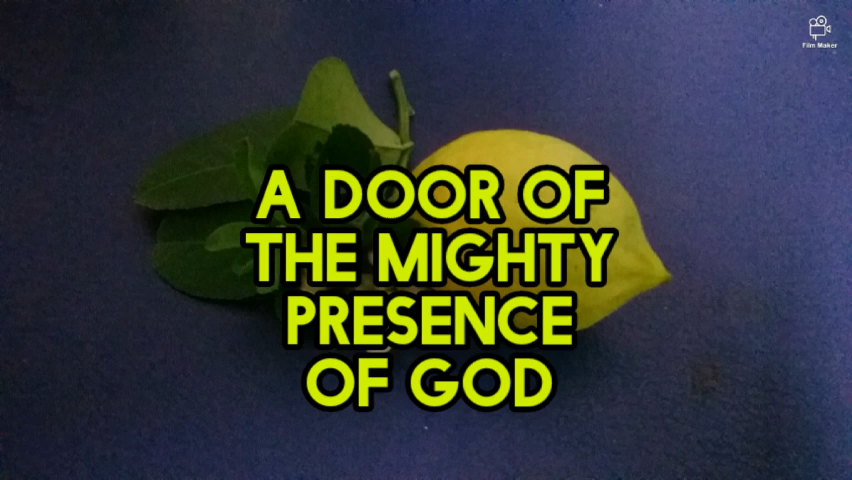 Film Maker
A DOOR OF
THE MIGHTY
PRESENCE
OF GOD